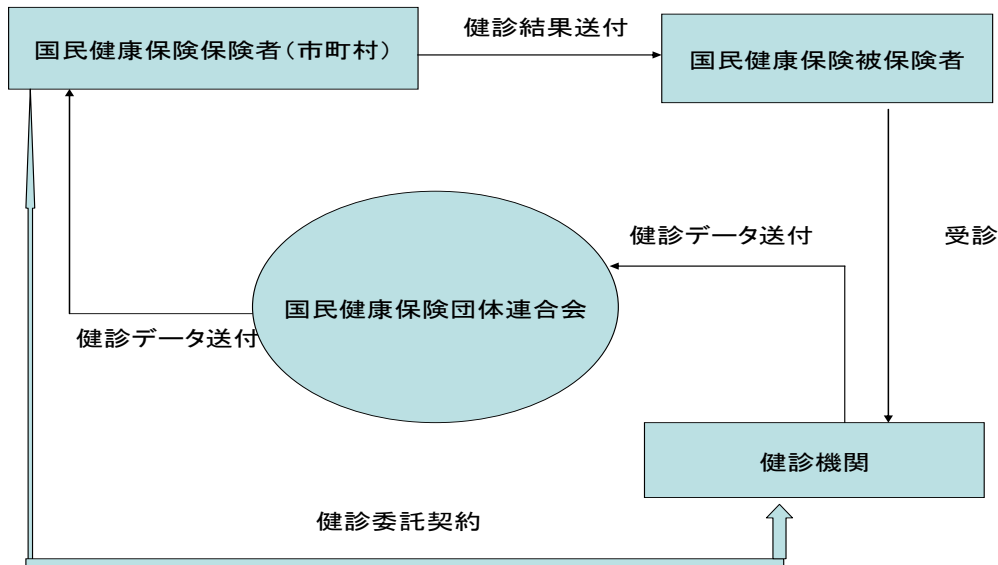 健診結果送付
国民健康保険保険者（市町村）
国民健康保険被保険者
健診データ送付
受診
国民健康保険団体連合会
健診データ送付
健診機関
健診委託契約